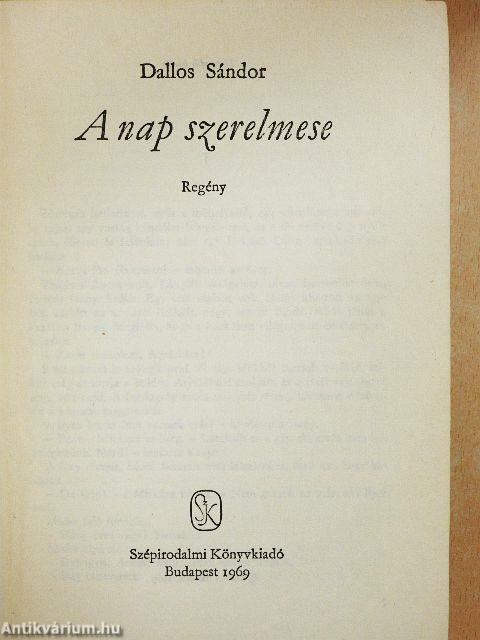 Dallos Sándor
A nap szerelmese
Regény
SZK
Szépirodalmi Könyvkiadó
Budapest 1969
Antikvárium.hu